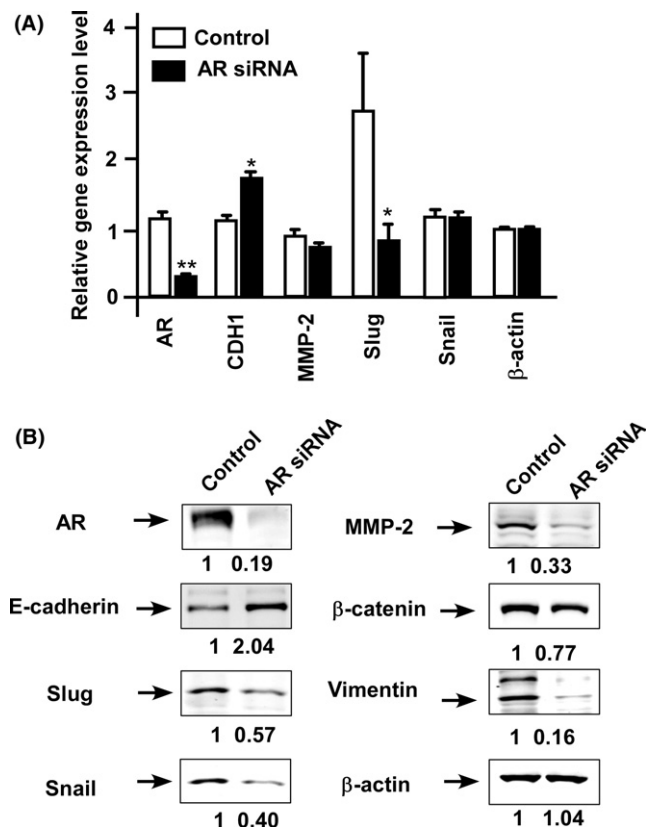 (A)
Relative gene expression level
4
3
2
1
0
Control
AR siRNA
*
**
*
AR
CDH1
MMP-2
Slug
Snail
β-actin
(B)
Control AR siRNA
AR
1 0.19
E-cadherin
1 2.04
Slug
1 0.57
Snail
1 0.40
Control AR siRNA
MMP-2
1 0.33
β-catenin
1 0.77
Vimentin
1 0.16
β-actin
1 1.04